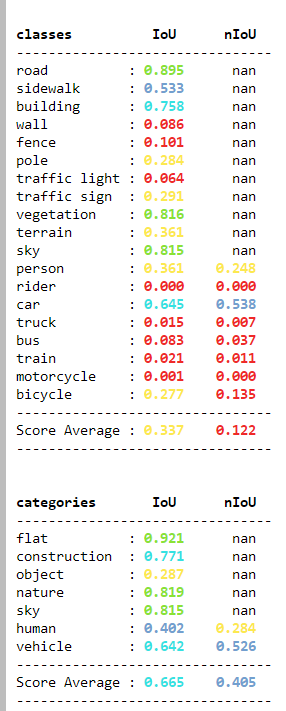 classes IoU nIoU
--------------------------------
road : 0.895 nan
sidewalk : 0.533 nan
building : 0.758 nan
wall : 0.086 nan
fence : 0.101 nan
pole : 0.284 nan
traffic light : 0.064 nan
traffic sign : 0.291 nan
vegetation : 0.816 nan
terrain : 0.361 nan
sky : 0.815 nan
person : 0.361 0.248
rider : 0.000 0.000
car : 0.645 0.538
truck : 0.015 0.007
bus : 0.083 0.037
train : 0.021 0.011
motorcycle : 0.001 0.000
bicycle : 0.277 0.135
--------------------------------
Score Average : 0.337 0.122
--------------------------------
categories IoU nIoU
--------------------------------
flat : 0.921 nan
construction : 0.771 nan
object : 0.287 nan
nature : 0.819 nan
sky : 0.815 nan
human : 0.402 0.284
vehicle : 0.642 0.526
--------------------------------
Score Average : 0.665 0.405
--------------------------------